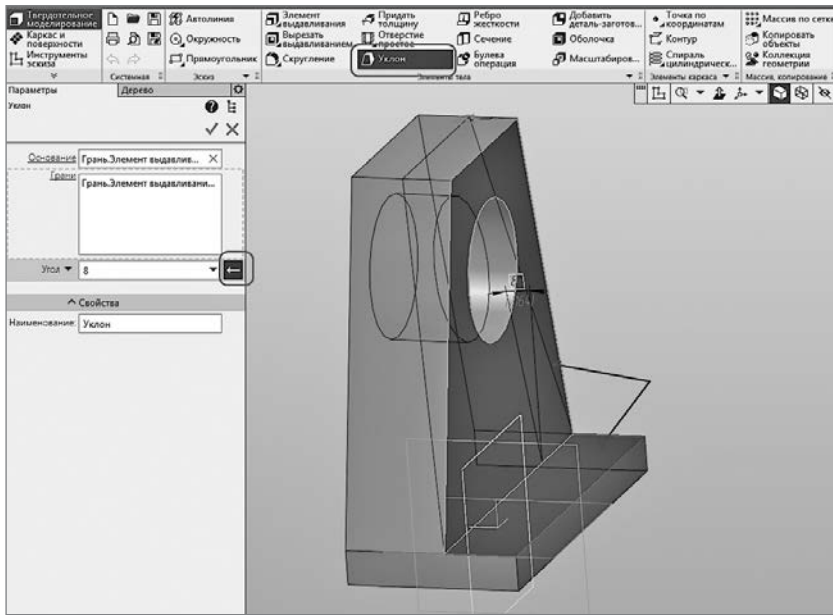 Твердотельное
моделирование
Каркас и
поверхности
Инструменты
эскиза
Системная
Автолиния
Окружность
Прямоугольник
Эскиз
Элемент
выдавливания
Вырезать
выдавливанием
Скругление
Придать
толщину
Отверстие
простое
Уклон
Ребро
жесткости
Сечение
Булева
операция
Добавить
деталь-заготов...
Оболочка
Масштабиров...
Элементы тела
Точка по
координатам
Контур
Спираль
цилиндрическ...
Элементы каркаса
Массив по сетке
Копировать
объекты
Коллекция
геометрии
Массив, копирование
Параметры
Дерево
Уклон
Основание
Грань.Элемент выдавлив...
Грани
Грань.Элемент выдавливани...
Угол
8
Свойства
Наименование:
Уклон